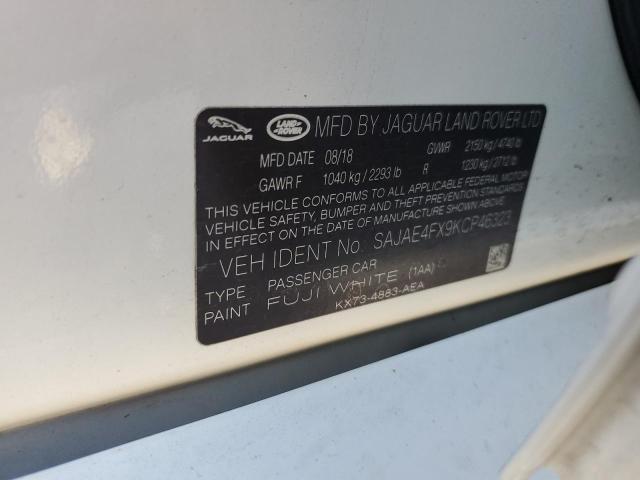 JAGUAR
LAND ROVER
MFD BY JAGUAR LAND ROVER LTD
MFD DATE 08/18 GVWR 2150 kg / 4740 lb
GAWR F 1040 kg / 2293 lb R 1230 kg / 2712 lb
THIS VEHICLE CONFORMS TO ALL APPLICABLE FEDERAL MOTOR
VEHICLE SAFETY, BUMPER AND THEFT PREVENTION STANDARDS
IN EFFECT ON THE DATE OF MANUFACTURE SHOWN ABOVE
VEH IDENT No. SAJAE4FX9KCP46323
TYPE PASSENGER CAR
PAINT FUJI WHITE (1AA)
KX73-4883-AEA